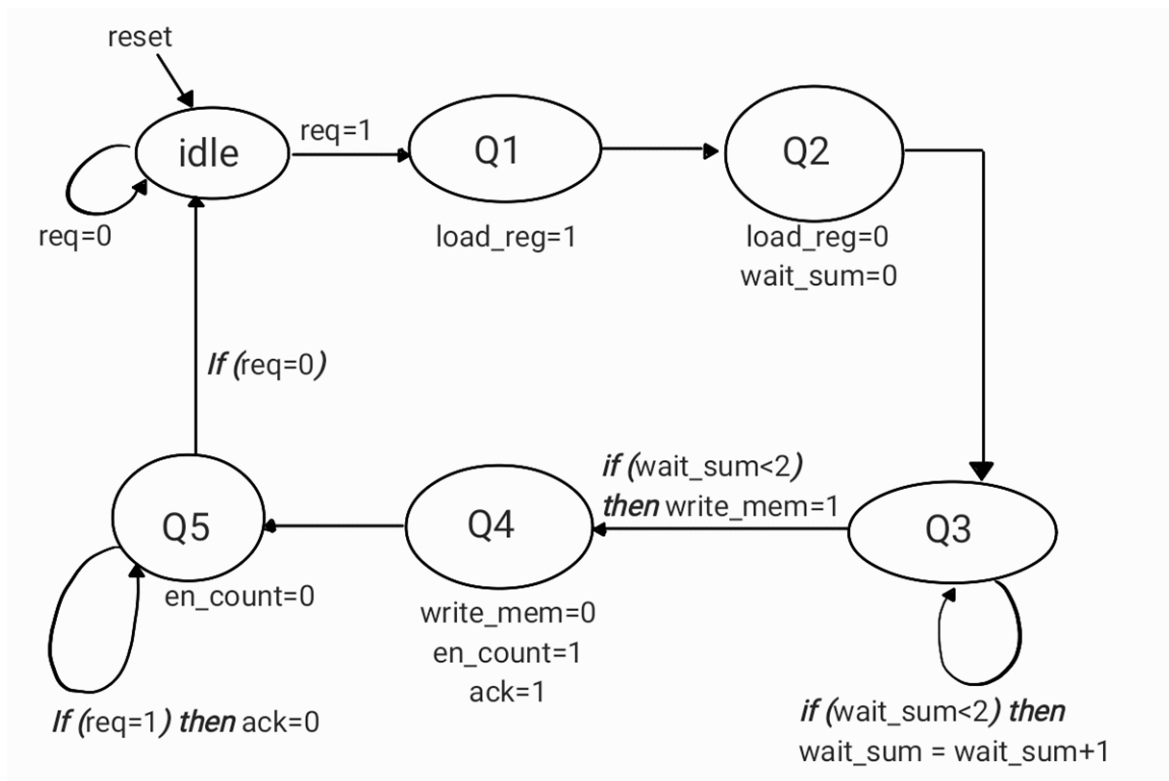 reset
idle
req=1
Q1
Q2
req=0
load_reg=1
load_reg=0
wait_sum=0
If (req=0)
if (wait_sum<2)
then write_mem=1
Q5
Q4
Q3
en_count=0
write_mem=0
en_count=1
ack=1
If (req=1) then ack=0
if (wait_sum<2) then
wait_sum = wait_sum+1